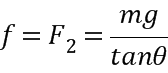 f = F₂ = mg / tanθ